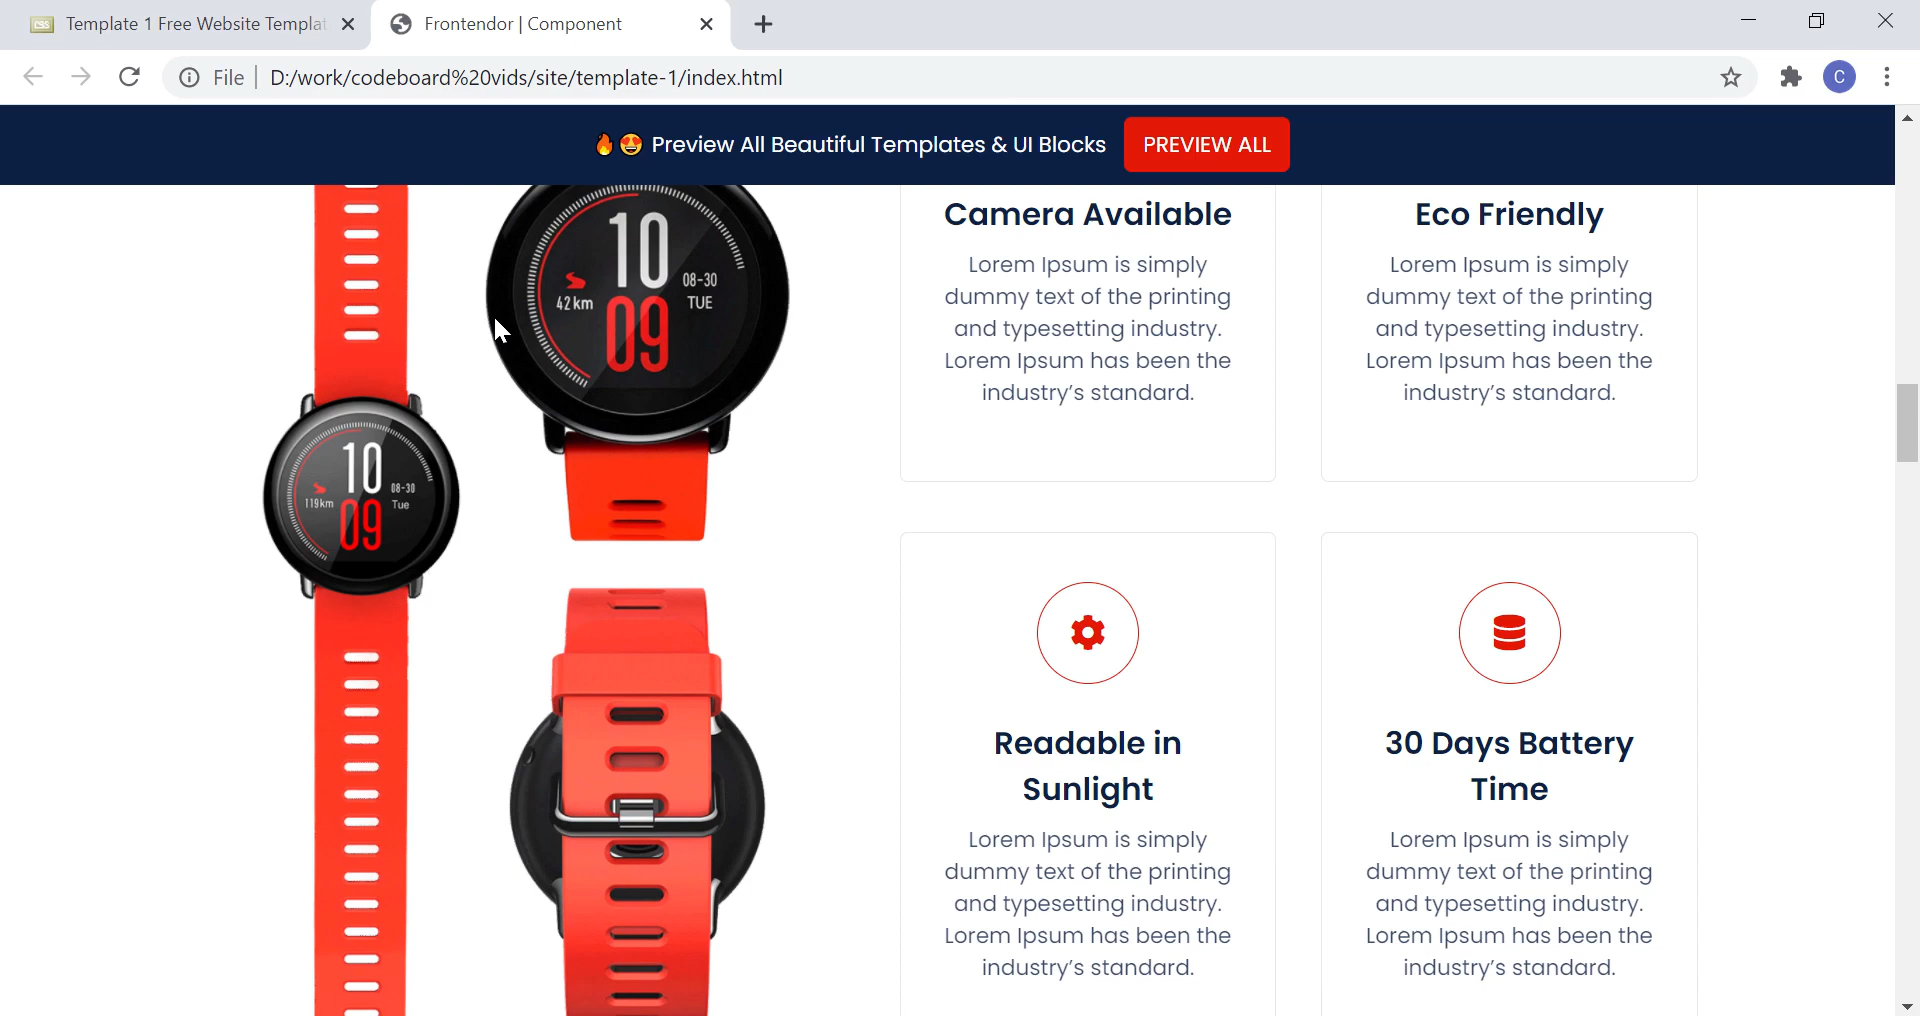 Template 1 Free Website Templat
Frontendor | Component
File
D:/work/codeboard%20vids/site/template-1/index.html
C
🔥😍 Preview All Beautiful Templates & UI Blocks
PREVIEW ALL
10
09
42km
08-30
TUE
10
09
119km
08-30
Tue
Camera Available
Lorem Ipsum is simply
dummy text of the printing
and typesetting industry.
Lorem Ipsum has been the
industry’s standard.
Eco Friendly
Lorem Ipsum is simply
dummy text of the printing
and typesetting industry.
Lorem Ipsum has been the
industry’s standard.
Readable in
Sunlight
Lorem Ipsum is simply
dummy text of the printing
and typesetting industry.
Lorem Ipsum has been the
industry’s standard.
30 Days Battery
Time
Lorem Ipsum is simply
dummy text of the printing
and typesetting industry.
Lorem Ipsum has been the
industry’s standard.